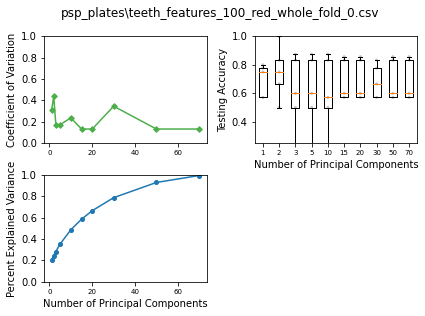 psp_plates\teeth_features_100_red_whole_fold_0.csv
Coefficient of Variation
1.0
0.8
0.6
0.4
0.2
0.0
0 20 40 60
Testing Accuracy
1.0
0.8
0.6
0.4
1 2 3 5 10 15 20 30 50 70
Number of Principal Components
Percent Explained Variance
1.0
0.8
0.6
0.4
0.2
0.0
0 20 40 60
Number of Principal Components